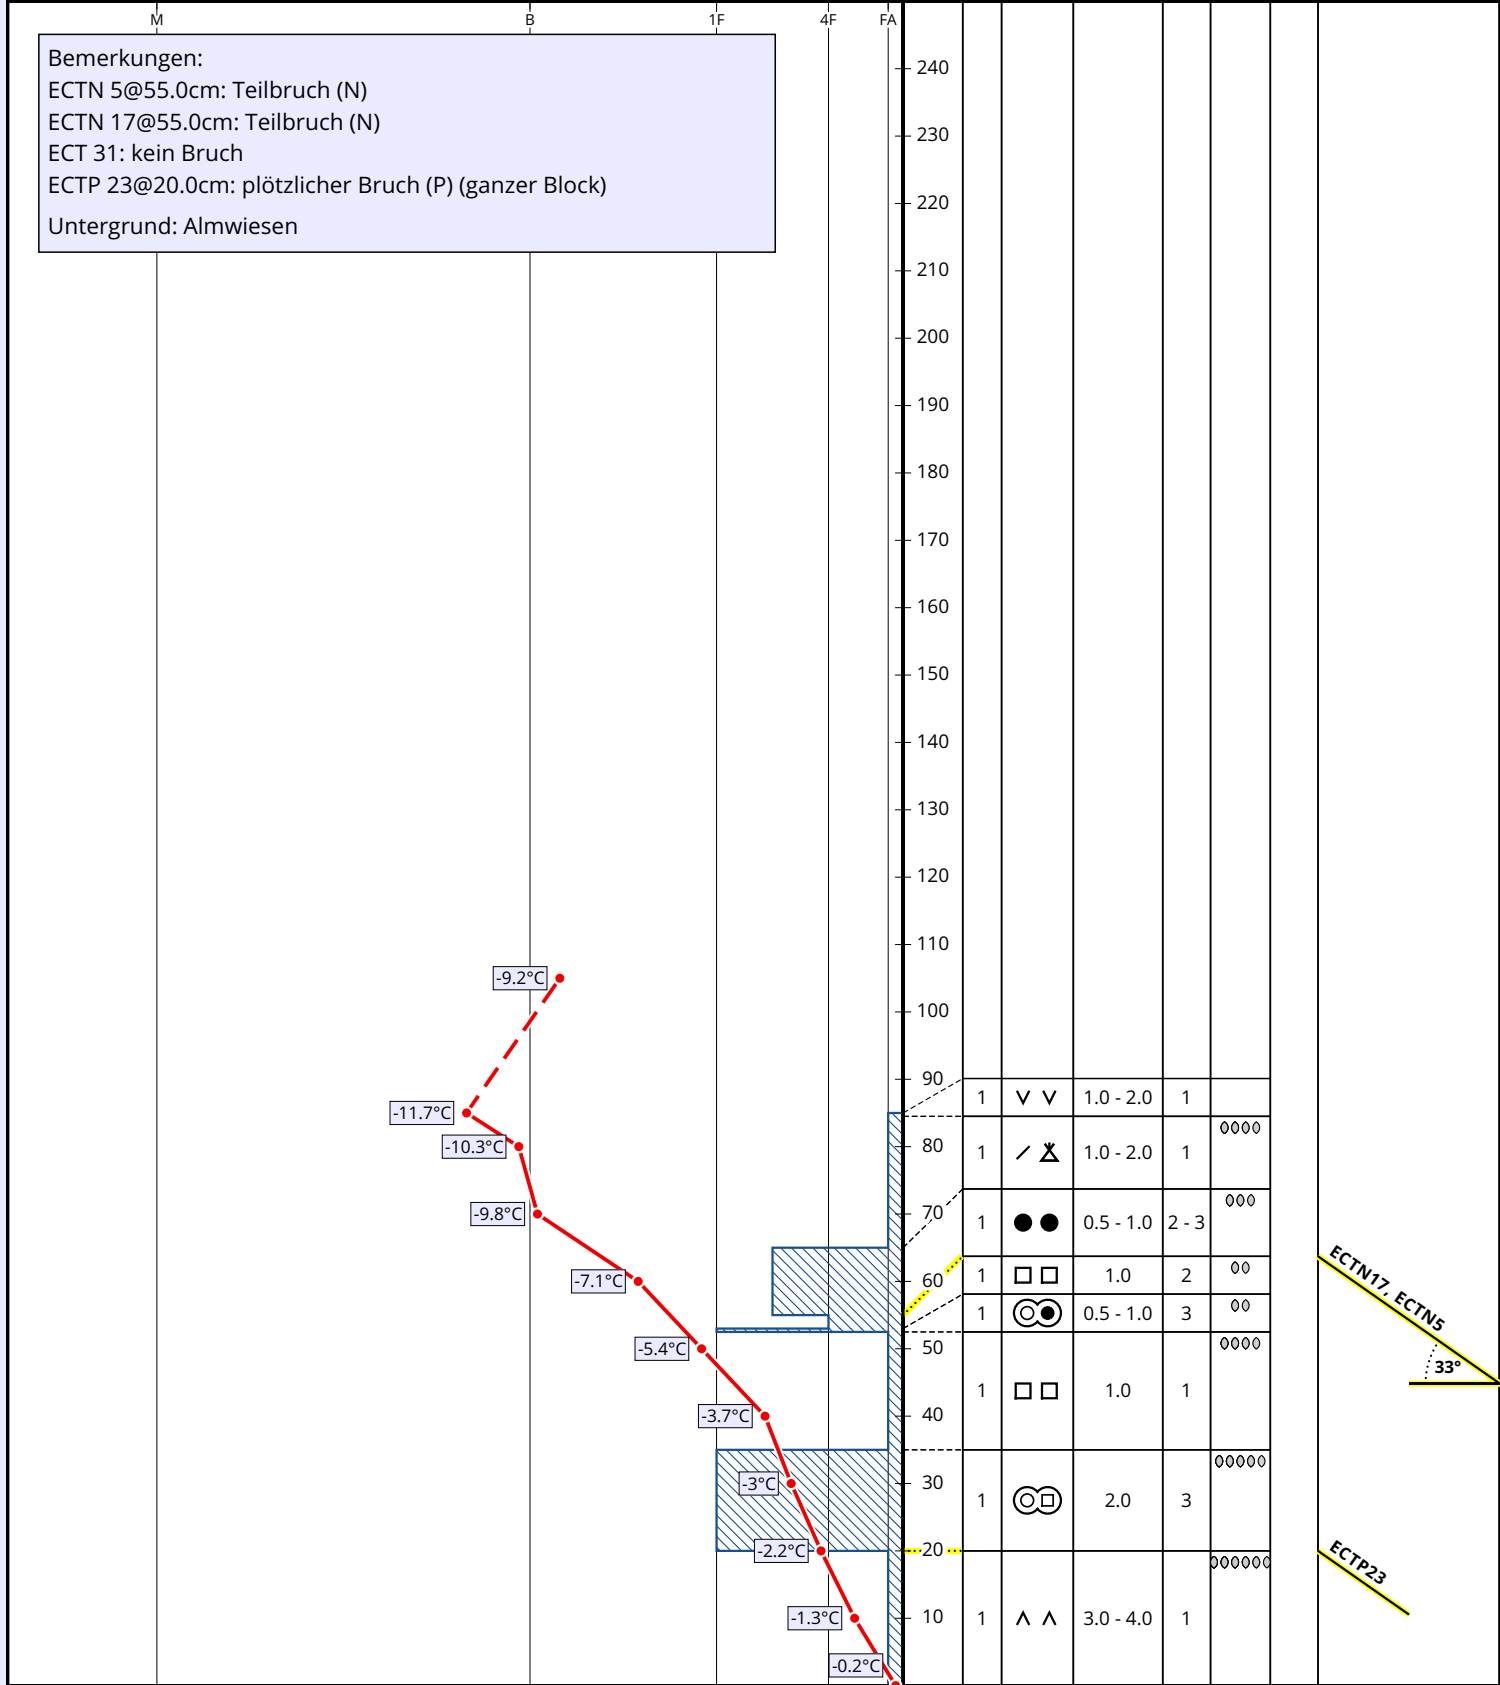 M B 1F 4F FA
Bemerkungen:
ECTN 5@55.0cm: Teilbruch (N)
ECTN 17@55.0cm: Teilbruch (N)
ECT 31: kein Bruch
ECTP 23@20.0cm: plötzlicher Bruch (P) (ganzer Block)
Untergrund: Almwiesen
240
230
220
210
200
190
180
170
160
150
140
130
120
110
-9.2°C
100
90
1 1.0 - 2.0 1
-11.7°C
-10.3°C 80
1 1.0 - 2.0 1
-9.8°C 70
1 0.5 - 1.0 2 - 3
-7.1°C 60
1 1.0 2
ECTN17, ECTN5
1 0.5 - 1.0 3
-5.4°C 50
33°
1 1.0 1
-3.7°C 40
-3°C 30
1 2.0 3
-2.2°C 20
ECTP23
-1.3°C 10
1 3.0 - 4.0 1
-0.2°C